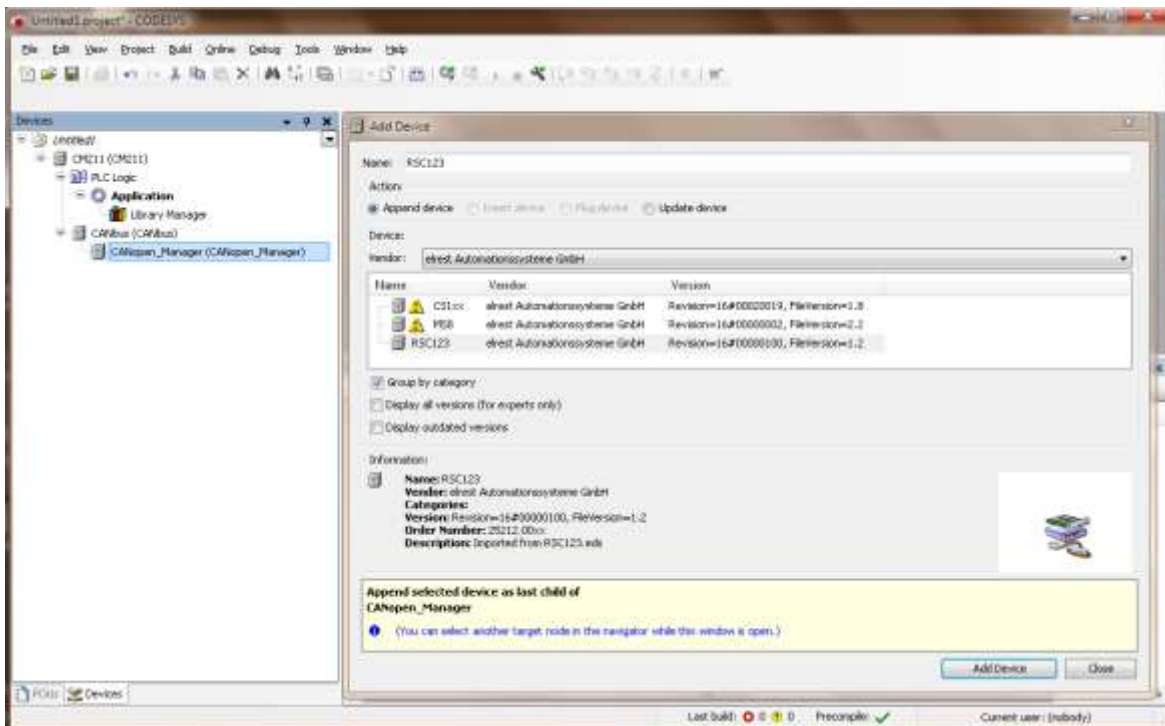 Untitled1.project* - CODESYS
File Edit View Project Build Online Debug Tools Window Help
Devices
Untitled1
CM211 (CM211)
PLC Logic
Application
Library Manager
CANbus (CANbus)
CANopen_Manager (CANopen_Manager)
POUs Devices
Add Device
Name: RSC123
Action:
Append device Insert device Plug device Update device
Device:
Vendor: elrest Automationssysteme GmbH
Name Vendor Version
CS1xx elrest Automationssysteme GmbH Revision=16#00020019, FileVersion=1.8
MS8 elrest Automationssysteme GmbH Revision=16#00000002, FileVersion=2.2
RSC123 elrest Automationssysteme GmbH Revision=16#00000100, FileVersion=1.2
Group by category
Display all versions (for experts only)
Display outdated versions
Information:
Name: RSC123
Vendor: elrest Automationssysteme GmbH
Categories:
Version: Revision=16#00000100, FileVersion=1.2
Order Number: 25212.00xx
Description: Imported from RSC123.eds
Append selected device as last child of
CANopen_Manager
(You can select another target node in the navigator while this window is open.)
Add Device Close
Last build: 0 0 Precompile: Current user: (nobody)